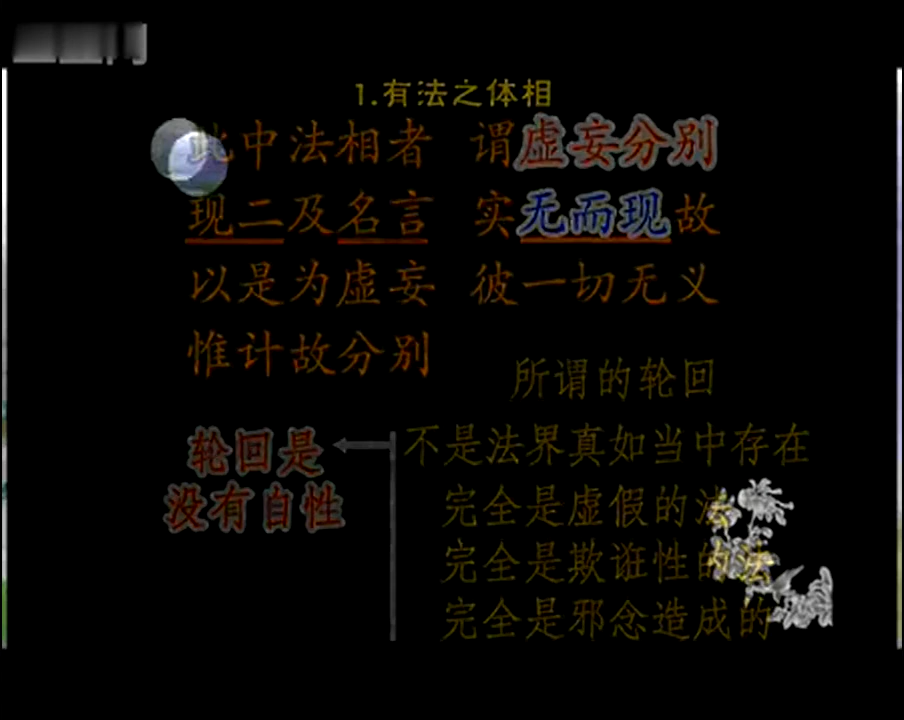 1.有法之体相
此中法相者 谓虚妄分别
现二及名言 实无而现故
以是为虚妄 彼一切无义
惟计故分别
所谓的轮回
不是法界真如当中存在
轮回是
没有自性
完全是虚假的法
完全是欺诳性的法
完全是邪念造成的